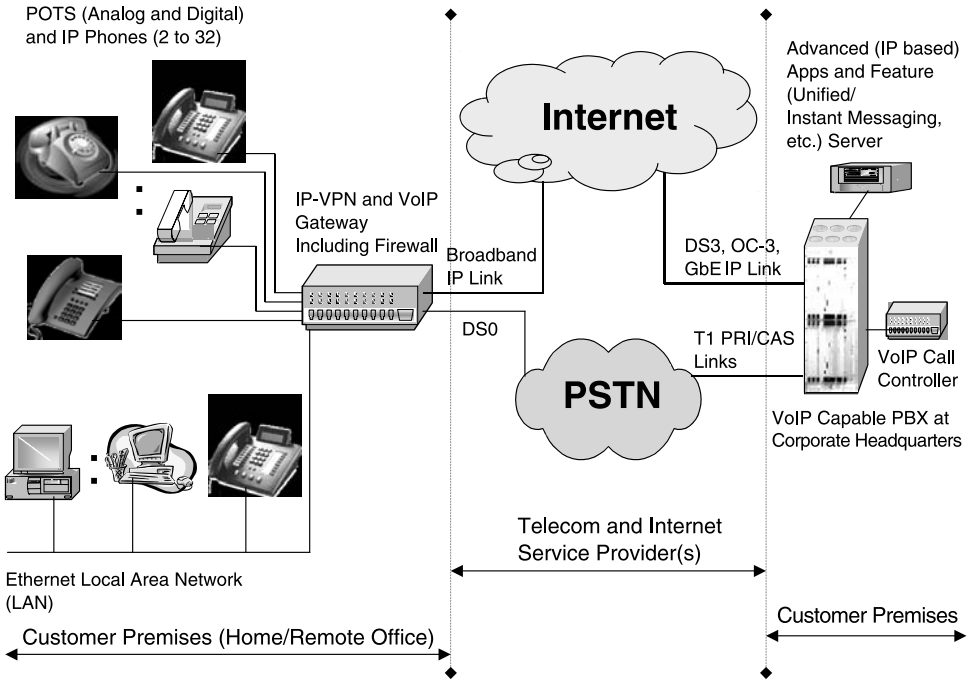 POTS (Analog and Digital)
and IP Phones (2 to 32)
Advanced (IP based)
Apps and Feature
(Unified/
Instant Messaging,
etc.) Server
Internet
IP-VPN and VoIP
Gateway
Including Firewall
Broadband
IP Link
DS3, OC-3,
GbE IP Link
DS0
T1 PRI/CAS
Links
VoIP Call
Controller
PSTN
VoIP Capable PBX at
Corporate Headquarters
Telecom and Internet
Service Provider(s)
Ethernet Local Area Network
(LAN)
Customer Premises (Home/Remote Office)
Customer Premises